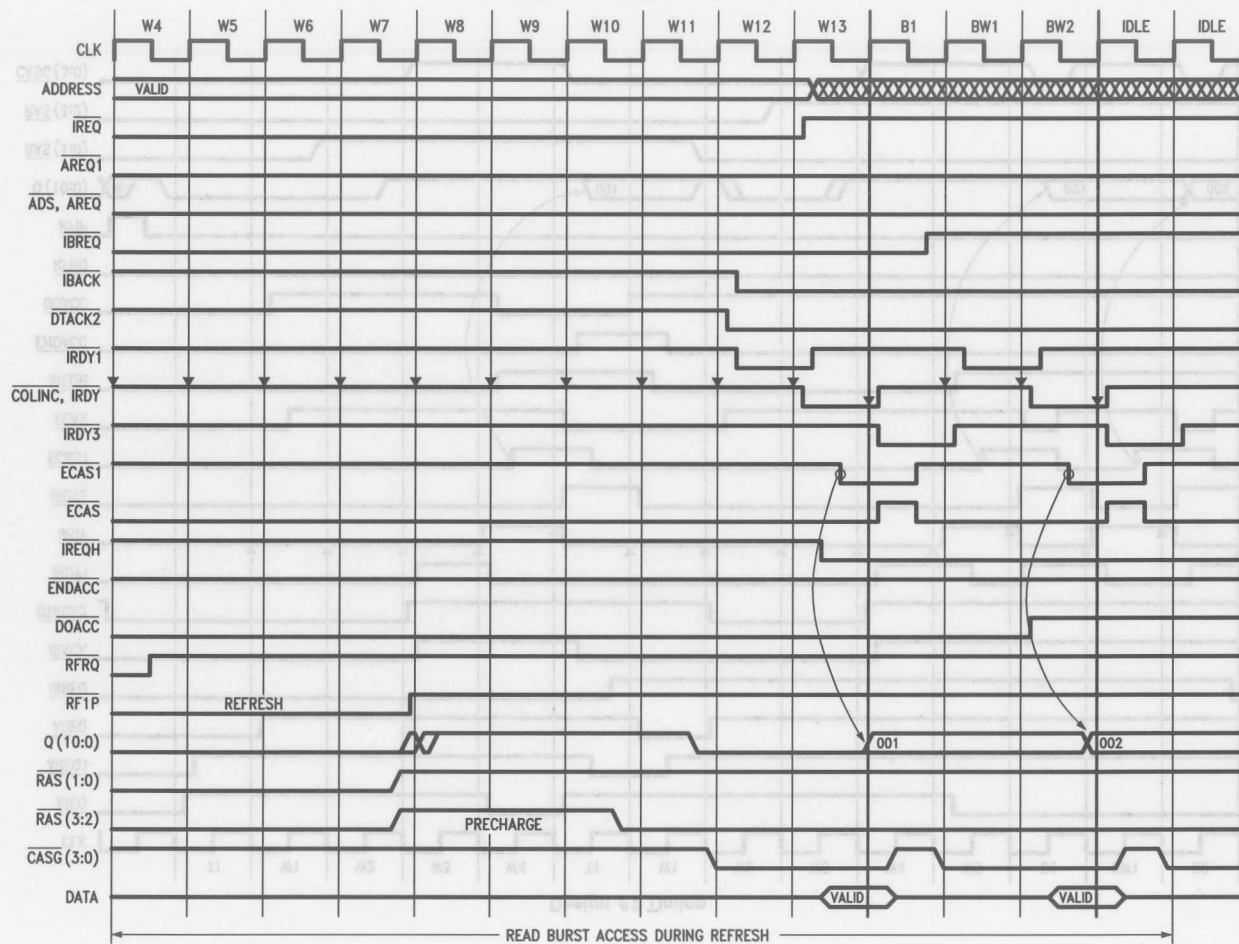 W4 W5 W6 W7 W8 W9 W10 W11 W12 W13 B1 BW1 BW2 IDLE IDLE
CLK
ADDRESS VALID
IREQ
AREQ1
ADS, AREQ
IBREQ
IBACK
DTACK2
IRDY1
COLINC, IRDY
IRDY3
ECAS1
ECAS
IREQH
ENDACC
DOACC
RFRQ
RF1P REFRESH
Q (10:0) 001 002
RAS (1:0)
RAS (3:2) PRECHARGE
CASG (3:0)
DATA VALID VALID
READ BURST ACCESS DURING REFRESH